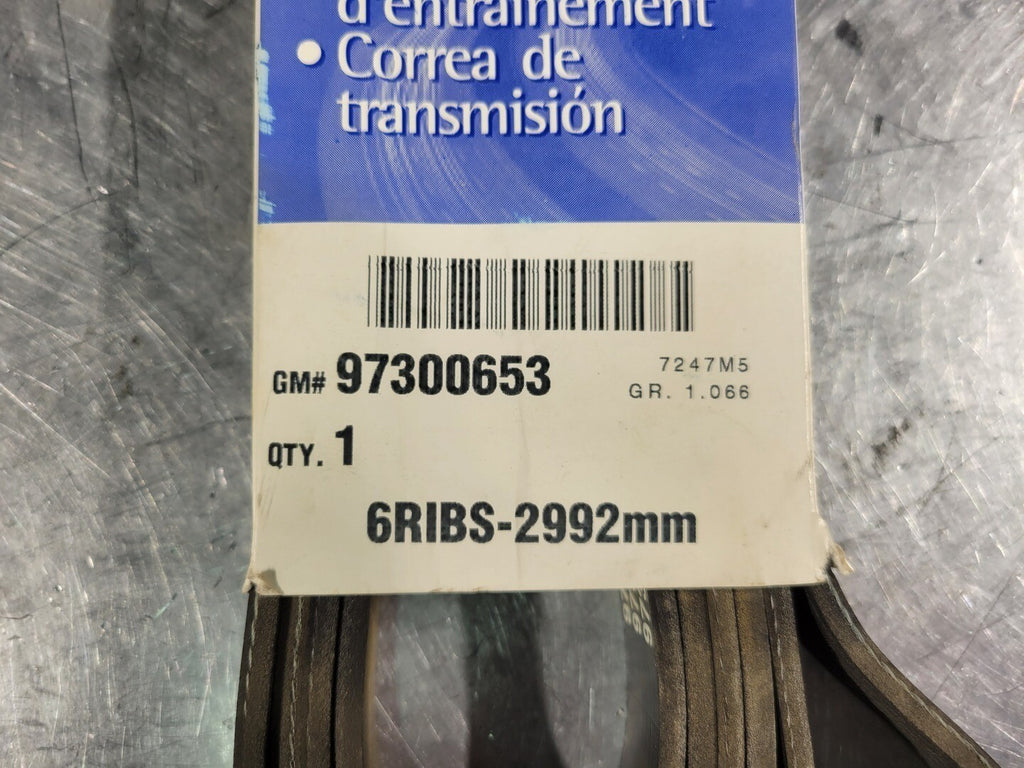 d'entraînement
• Correa de
transmisión
GM# 97300653
7247M5
GR. 1.066
QTY. 1
6RIBS-2992mm